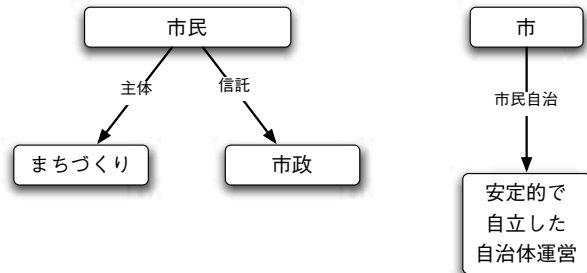 市民
市
主体
信託
市民自治
まちづくり
市政
安定的で
自立した
自治体運営